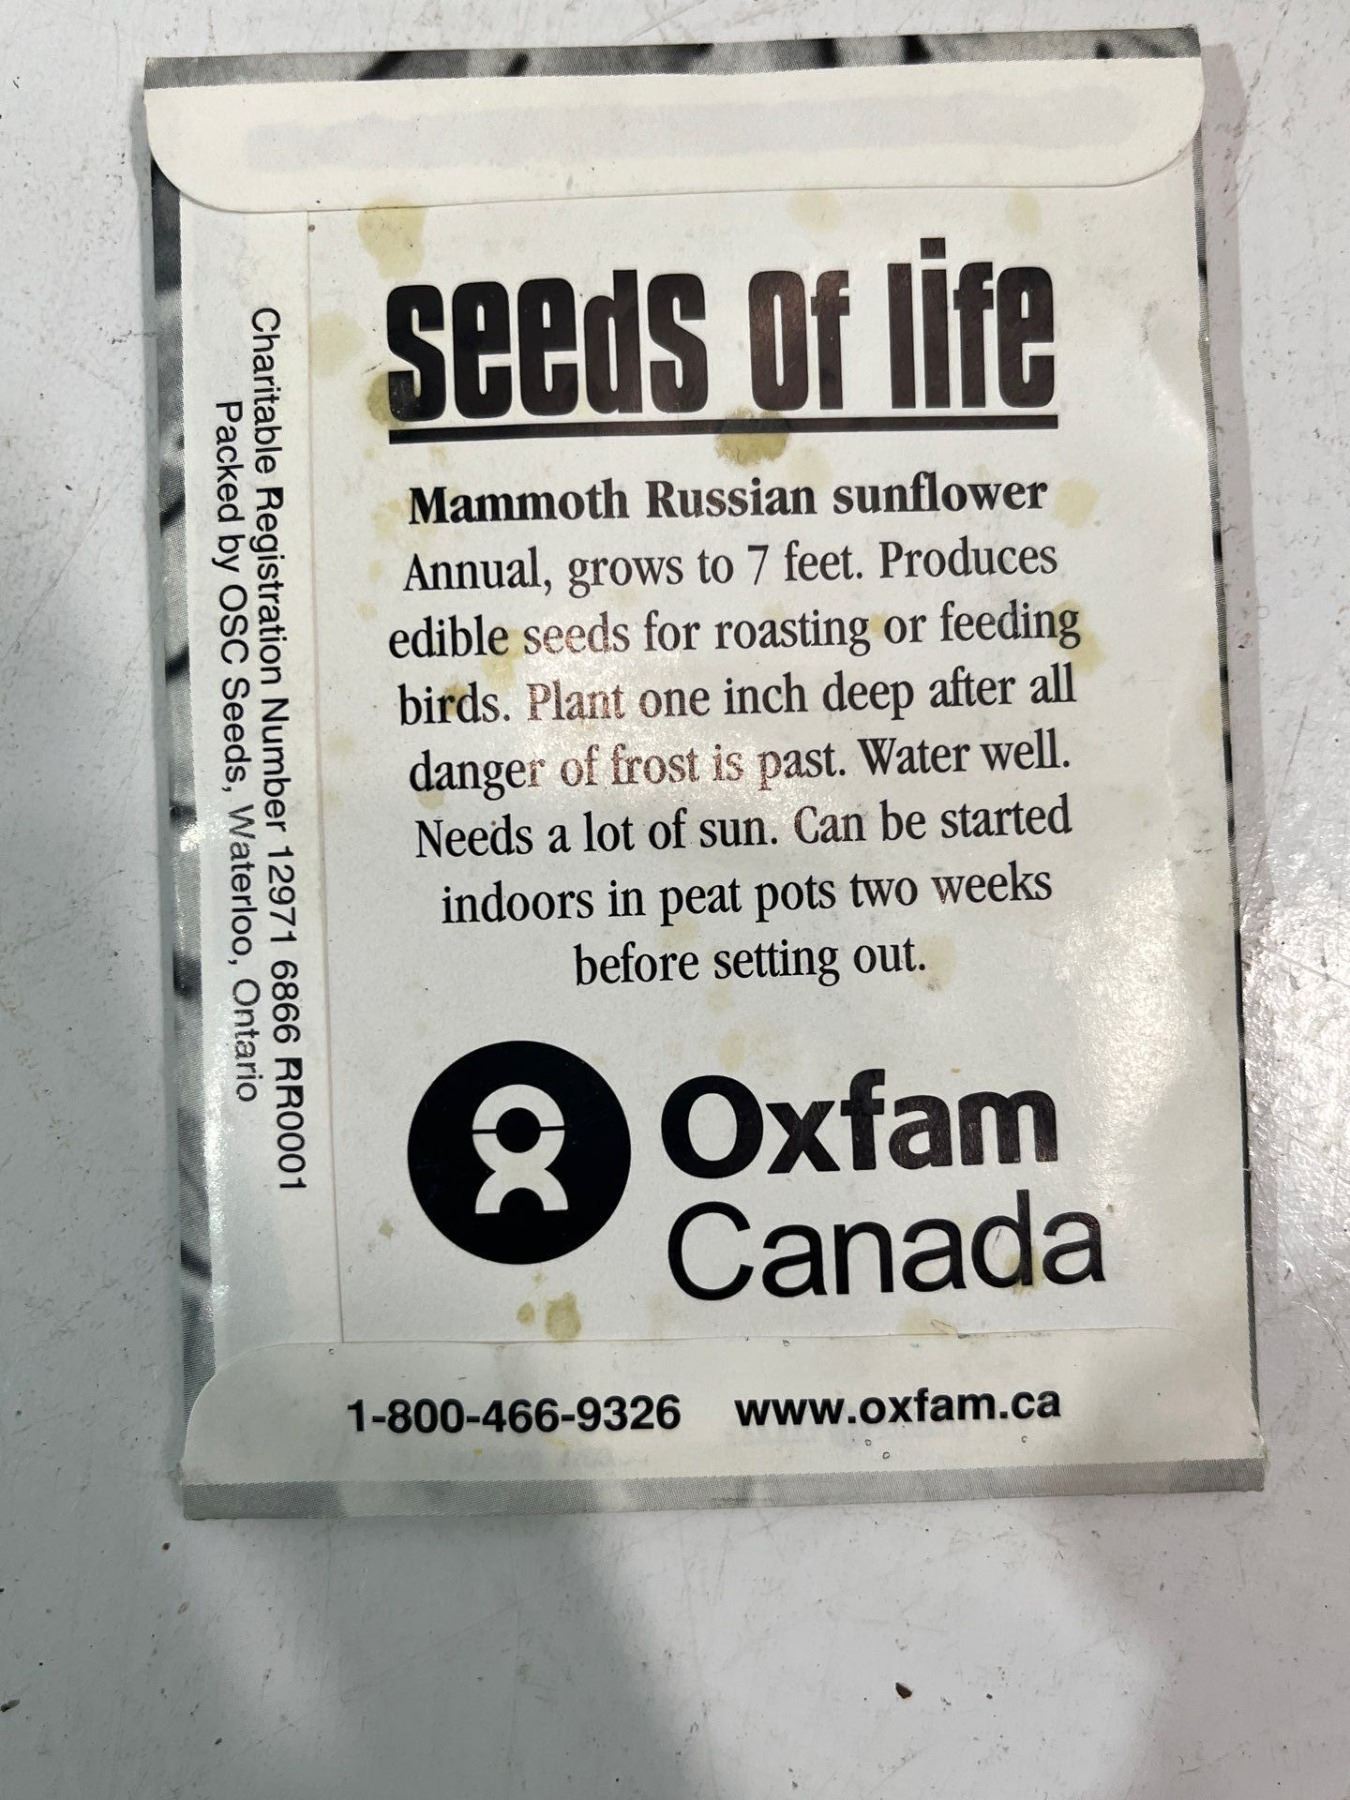 seeds of life
Mammoth Russian sunflower
Annual, grows to 7 feet. Produces
edible seeds for roasting or feeding
birds. Plant one inch deep after all
danger of frost is past. Water well.
Needs a lot of sun. Can be started
indoors in peat pots two weeks
before setting out.
Oxfam
Canada
1-800-466-9326 www.oxfam.ca
Charitable Registration Number 12971 6866 RR0001
Packed by OSC Seeds, Waterloo, Ontario